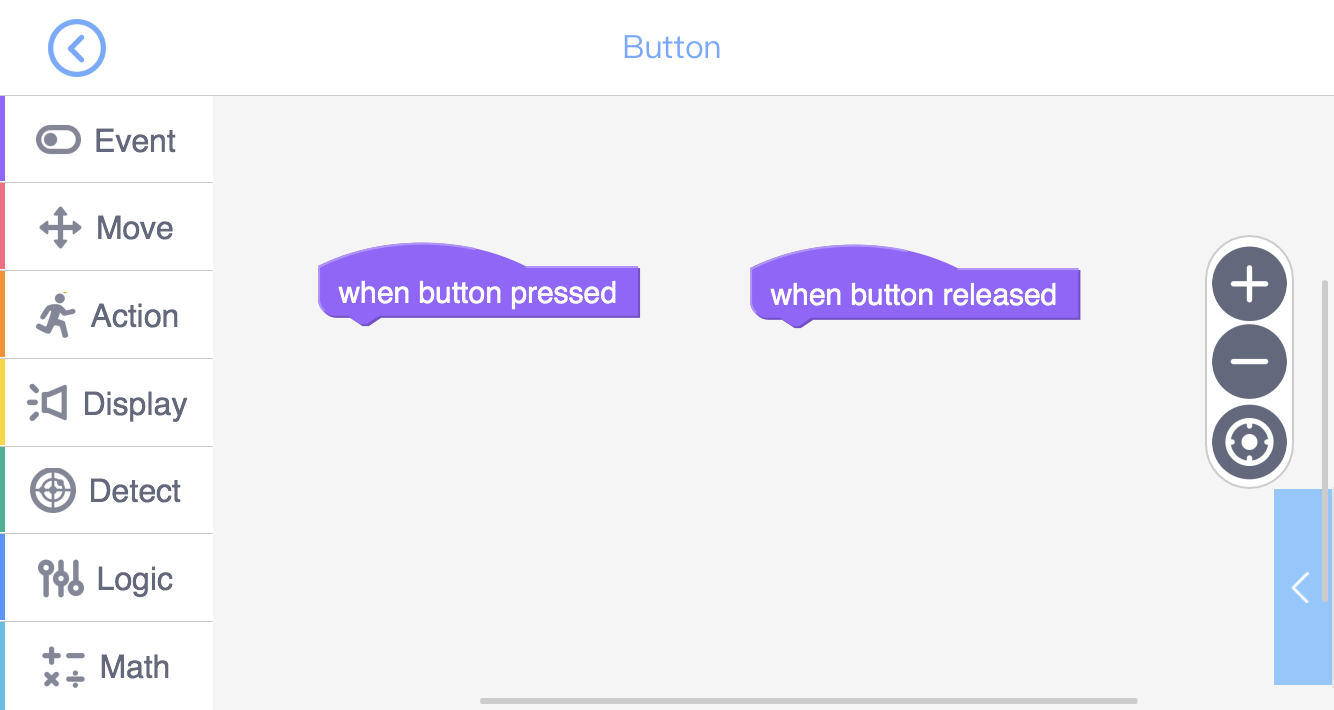 Button
Event
Move
Action
Display
Detect
Logic
Math
when button pressed
when button released